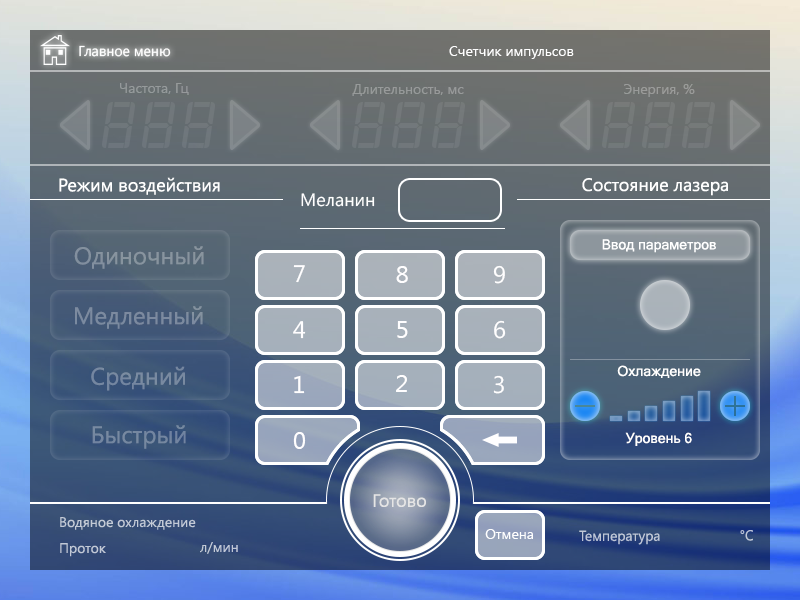 Главное меню
Счетчик импульсов
Частота, Гц
Длительность, мс
Энергия, %
888
888
888
Режим воздействия
Меланин
Состояние лазера
Одиночный
Медленный
Средний
Быстрый
7
8
9
4
5
6
1
2
3
0
Готово
Отмена
Ввод параметров
Охлаждение
Уровень 6
Водяное охлаждение
Проток
л/мин
Температура
°C